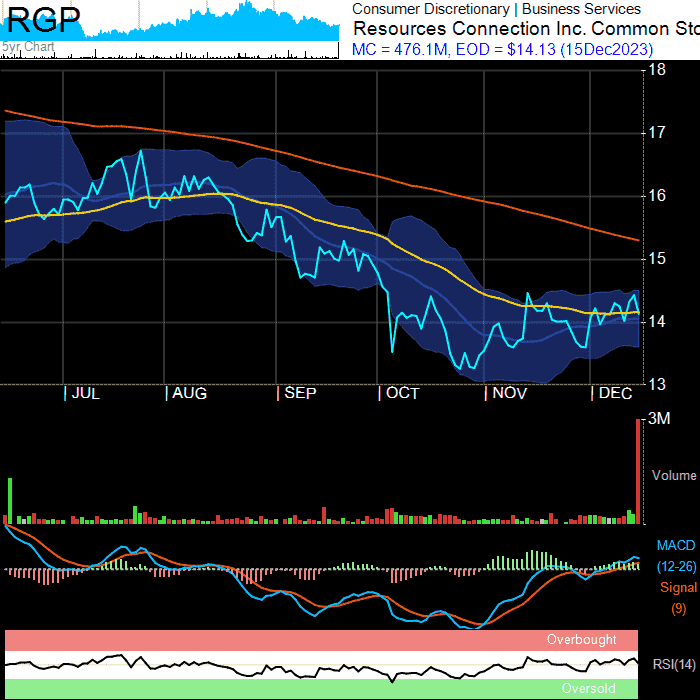 RGP
5yr. Chart
Consumer Discretionary | Business Services
Resources Connection Inc. Common Sto
MC = 476.1M, EOD = $14.13 (15Dec2023)
18
17
16
15
14
13
| JUL | AUG | SEP | OCT | NOV | DEC
3M
Volume
MACD
(12-26)
Signal
(9)
Overbought
RSI(14)
Oversold